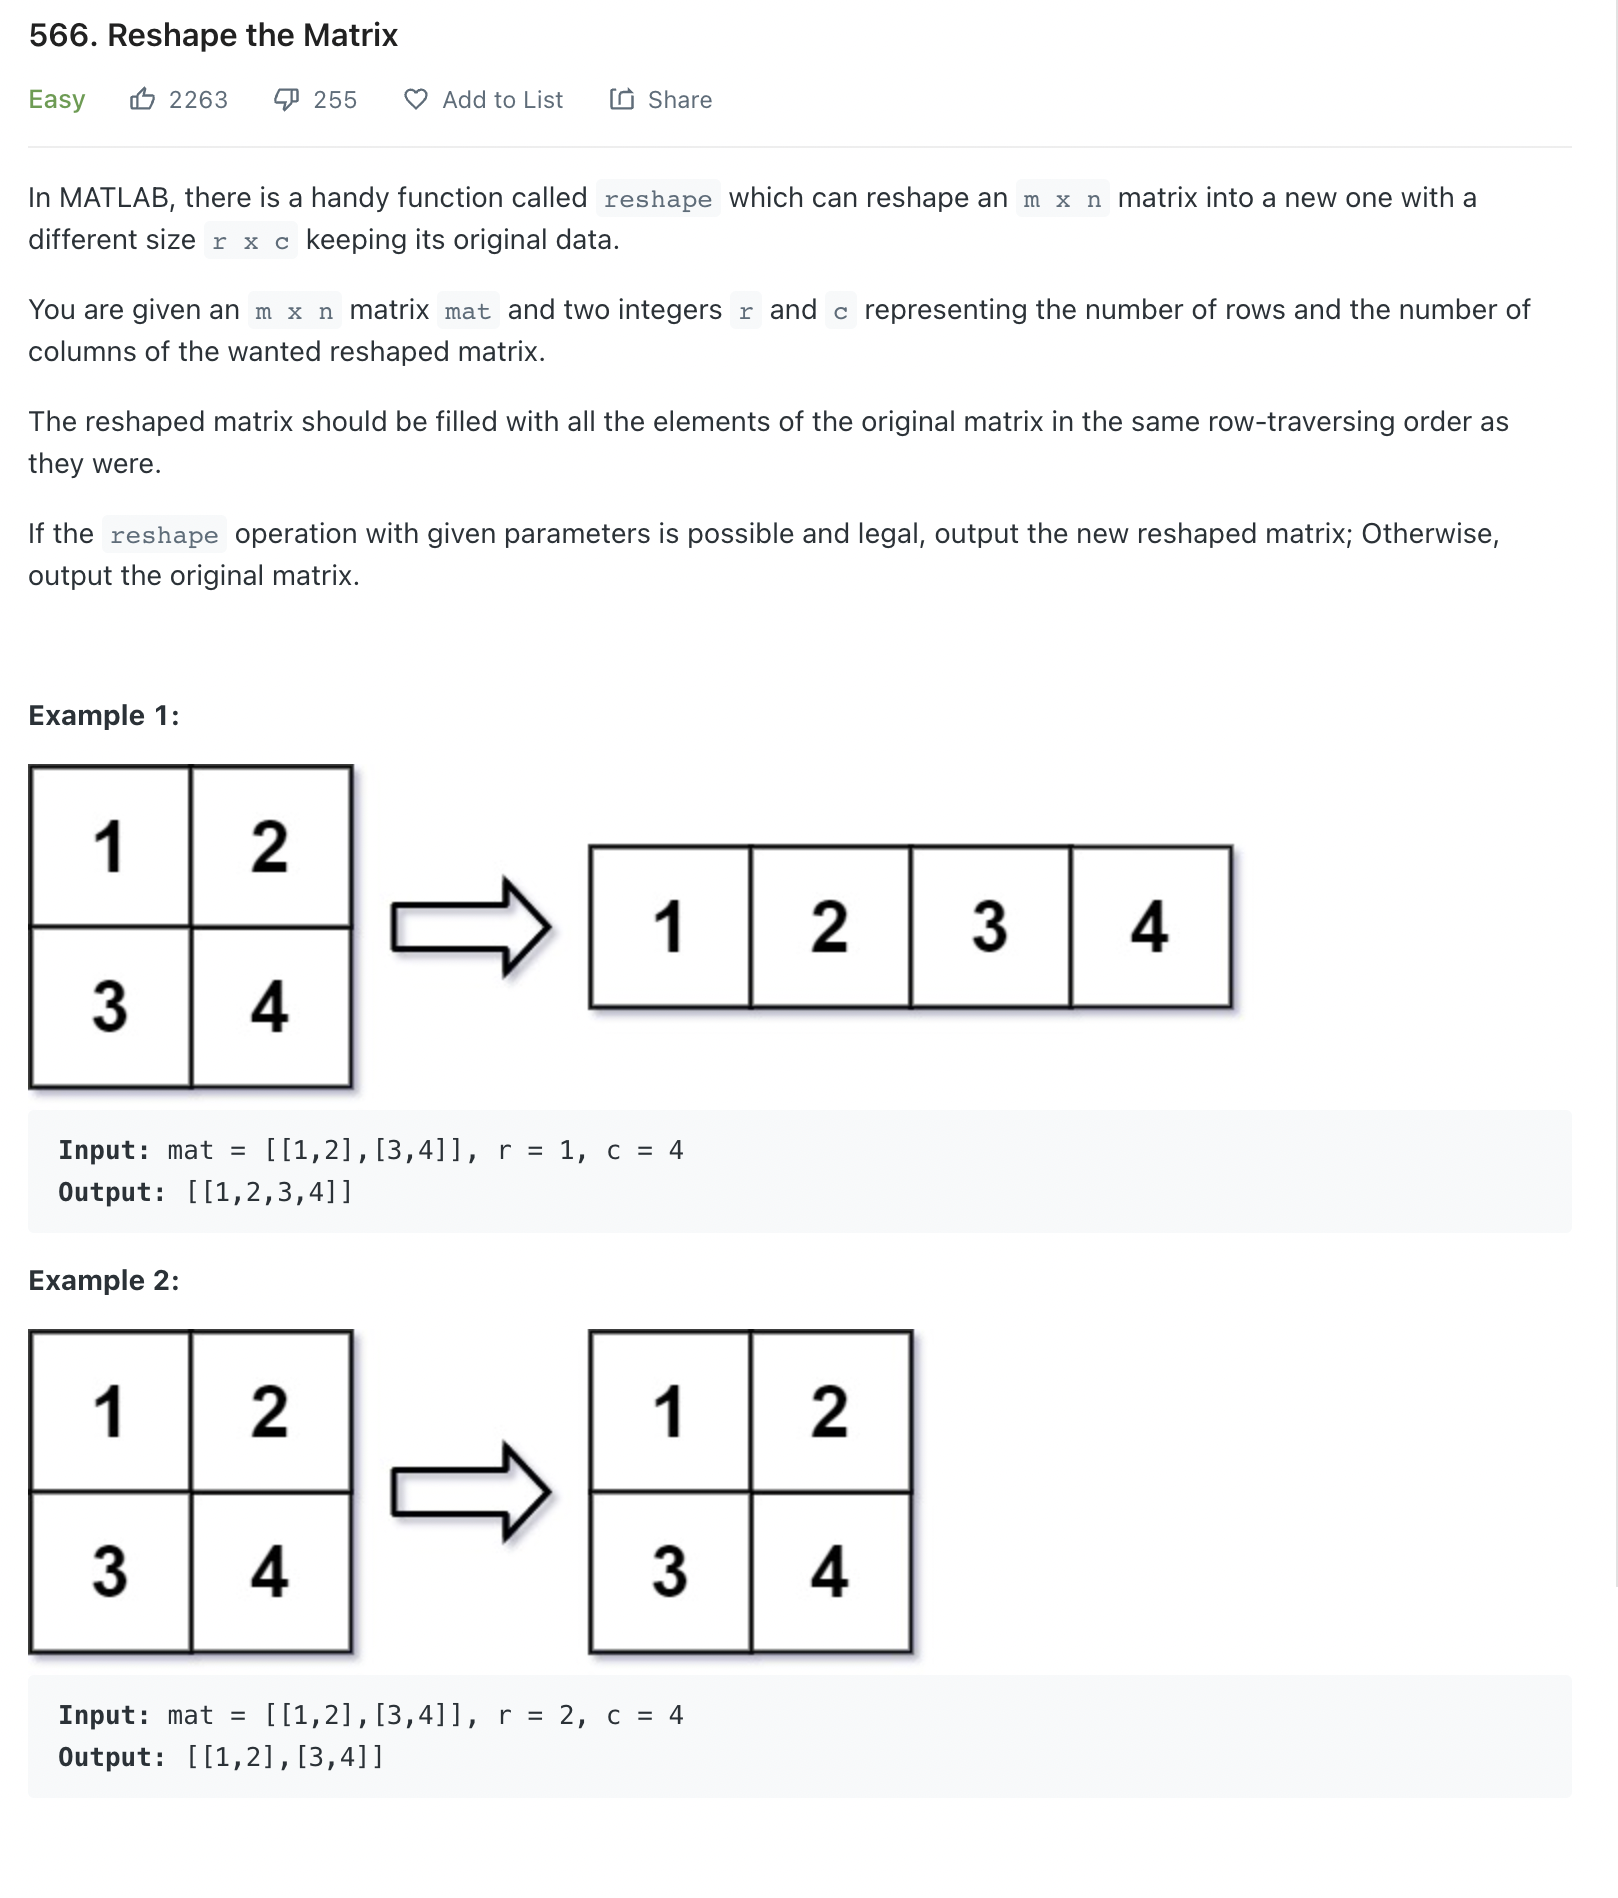 566. Reshape the Matrix
Easy 2263 255 Add to List Share
In MATLAB, there is a handy function called reshape which can reshape an m x n matrix into a new one with a
different size r x c keeping its original data.
You are given an m x n matrix mat and two integers r and c representing the number of rows and the number of
columns of the wanted reshaped matrix.
The reshaped matrix should be filled with all the elements of the original matrix in the same row-traversing order as
they were.
If the reshape operation with given parameters is possible and legal, output the new reshaped matrix; Otherwise,
output the original matrix.
Example 1:
1 2
3 4
1 2 3 4
Input: mat = [[1,2],[3,4]], r = 1, c = 4
Output: [[1,2,3,4]]
Example 2:
1 2
3 4
1 2
3 4
Input: mat = [[1,2],[3,4]], r = 2, c = 4
Output: [[1,2],[3,4]]